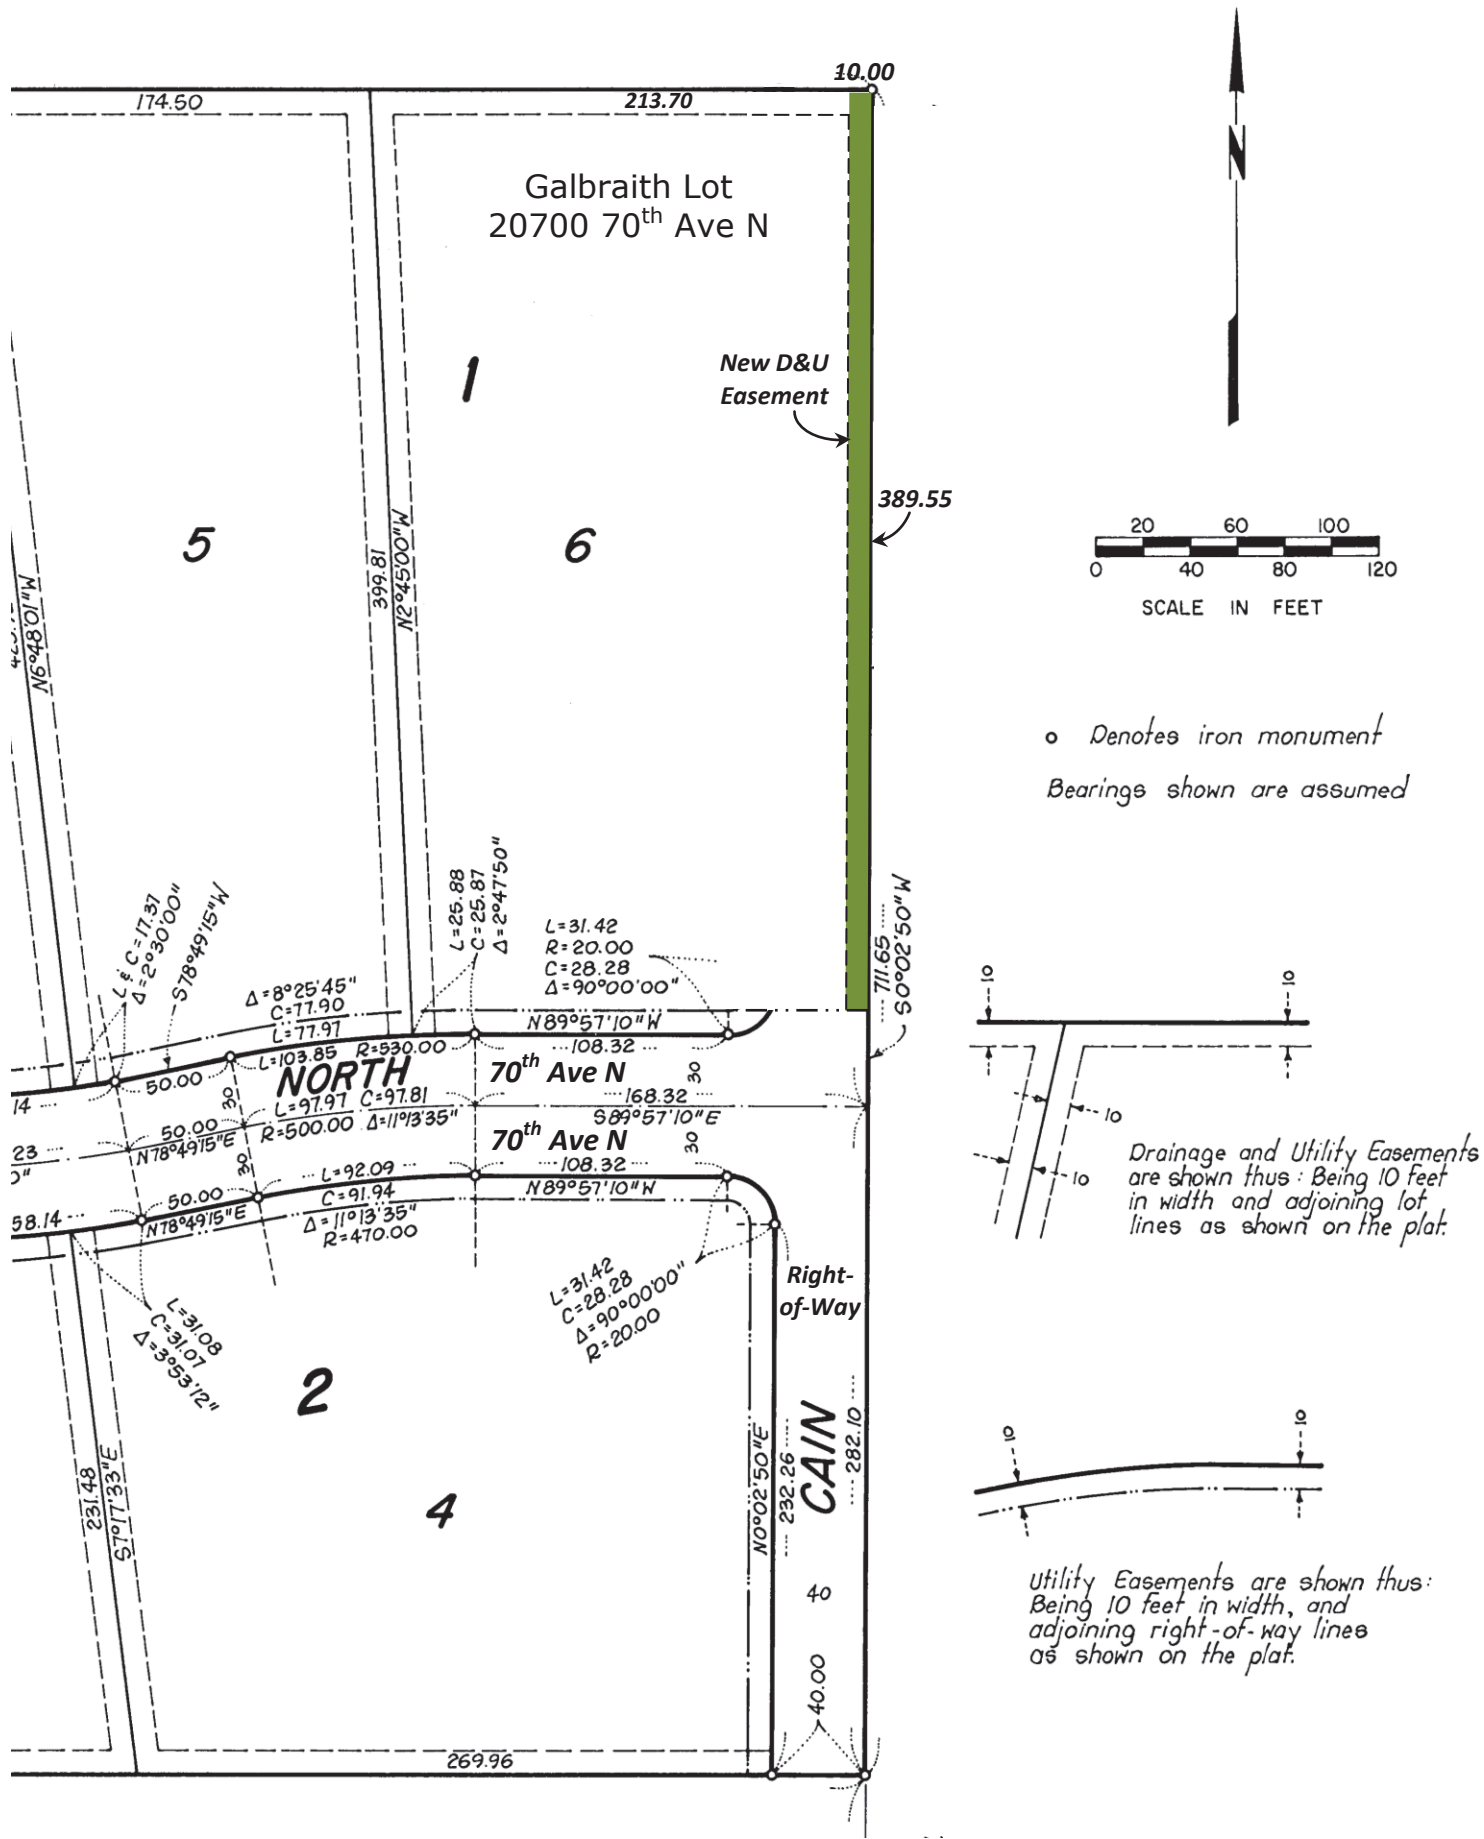 10.00
174.50
213.70
Galbraith Lot
20700 70th Ave N
N
1
New D&U
Easement
389.55
5
6
20 60 100
0 40 80 120
SCALE IN FEET
399.81
N2°45'00"W
N6°48'01"W
Denotes iron monument
Bearings shown are assumed
L & C=17.37
Δ=2°30'00"
S78°49'15"W
L=25.88
C=25.87
Δ=2°47'50"
L=31.42
R=20.00
C=28.28
Δ=90°00'00"
711.65
S0°02'50"W
Δ=8°25'45"
C=77.90
L=77.97
L=103.85 R=530.00
N89°57'10"W
108.32
50.00
NORTH
70th Ave N
30
30
14
L=97.97 C=97.81
R=500.00 Δ=11°13'35"
168.32
S89°57'10"E
50.00
N78°49'15"E
23
0"
70th Ave N
30
30
108.32
N89°57'10"W
L=92.09
C=91.94
Δ=11°13'35"
R=470.00
50.00
N78°49'15"E
58.14
10
10
10
10
Drainage and Utility Easements
are shown thus: Being 10 feet
in width and adjoining lot
lines as shown on the plat.
L=31.42
C=28.28
Δ=90°00'00"
R=20.00
Right-
of-Way
L=31.08
C=31.07
Δ=3°53'12"
2
231.48
S7°17'33"E
4
N0°02'50"E
232.26
CAIN
282.10
40
40.00
269.96
10
10
Utility Easements are shown thus:
Being 10 feet in width, and
adjoining right-of-way lines
as shown on the plat.